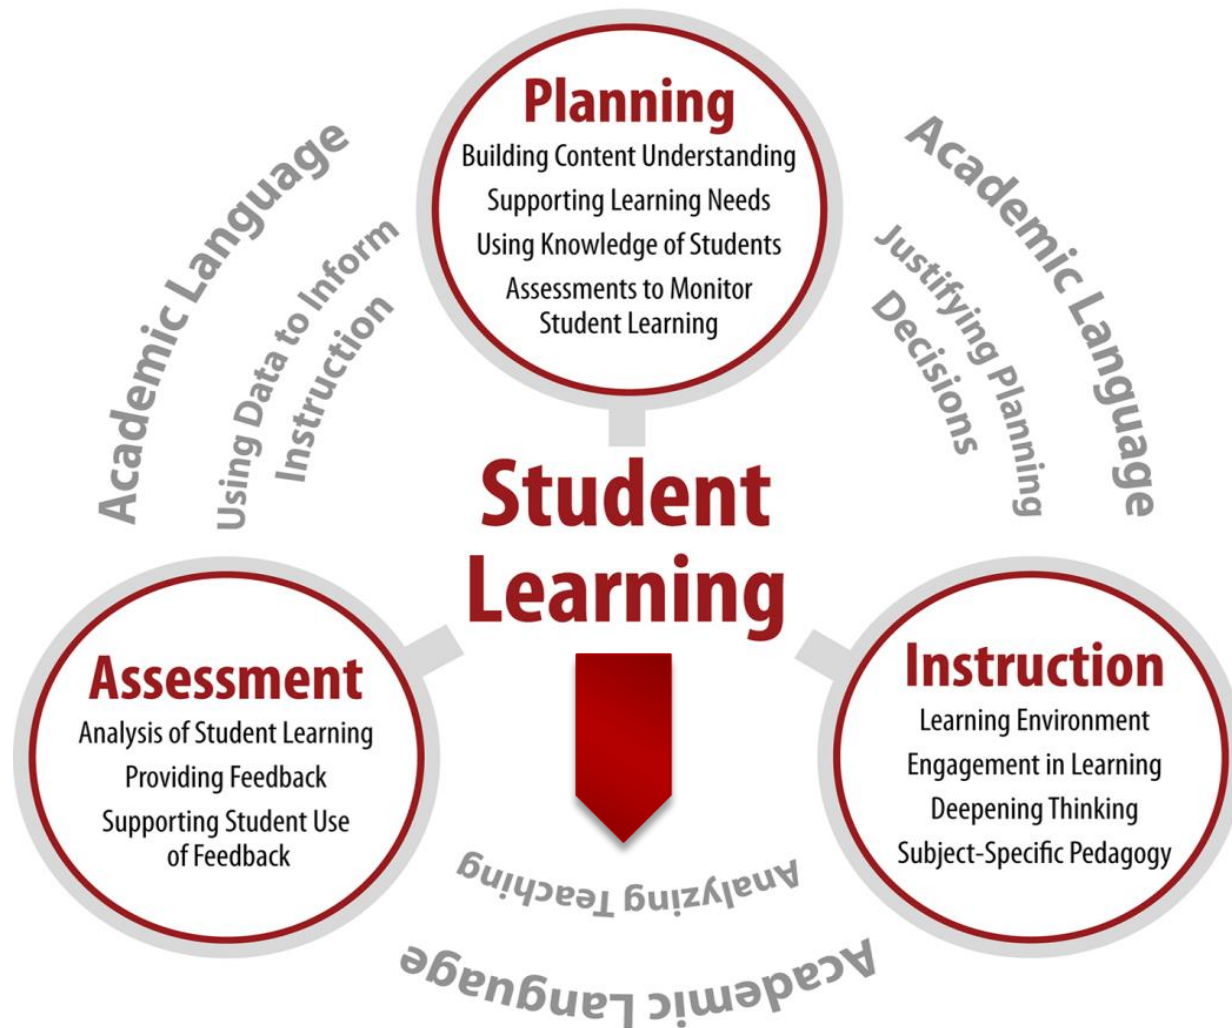 Planning
Building Content Understanding
Supporting Learning Needs
Using Knowledge of Students
Assessments to Monitor
Student Learning
Academic Language
Using Data to Inform
Instruction
Academic Language
Justifying Planning
Decisions
Student
Learning
Assessment
Analysis of Student Learning
Providing Feedback
Supporting Student Use
of Feedback
Instruction
Learning Environment
Engagement in Learning
Deepening Thinking
Subject-Specific Pedagogy
Analyzing Teaching
Academic Language